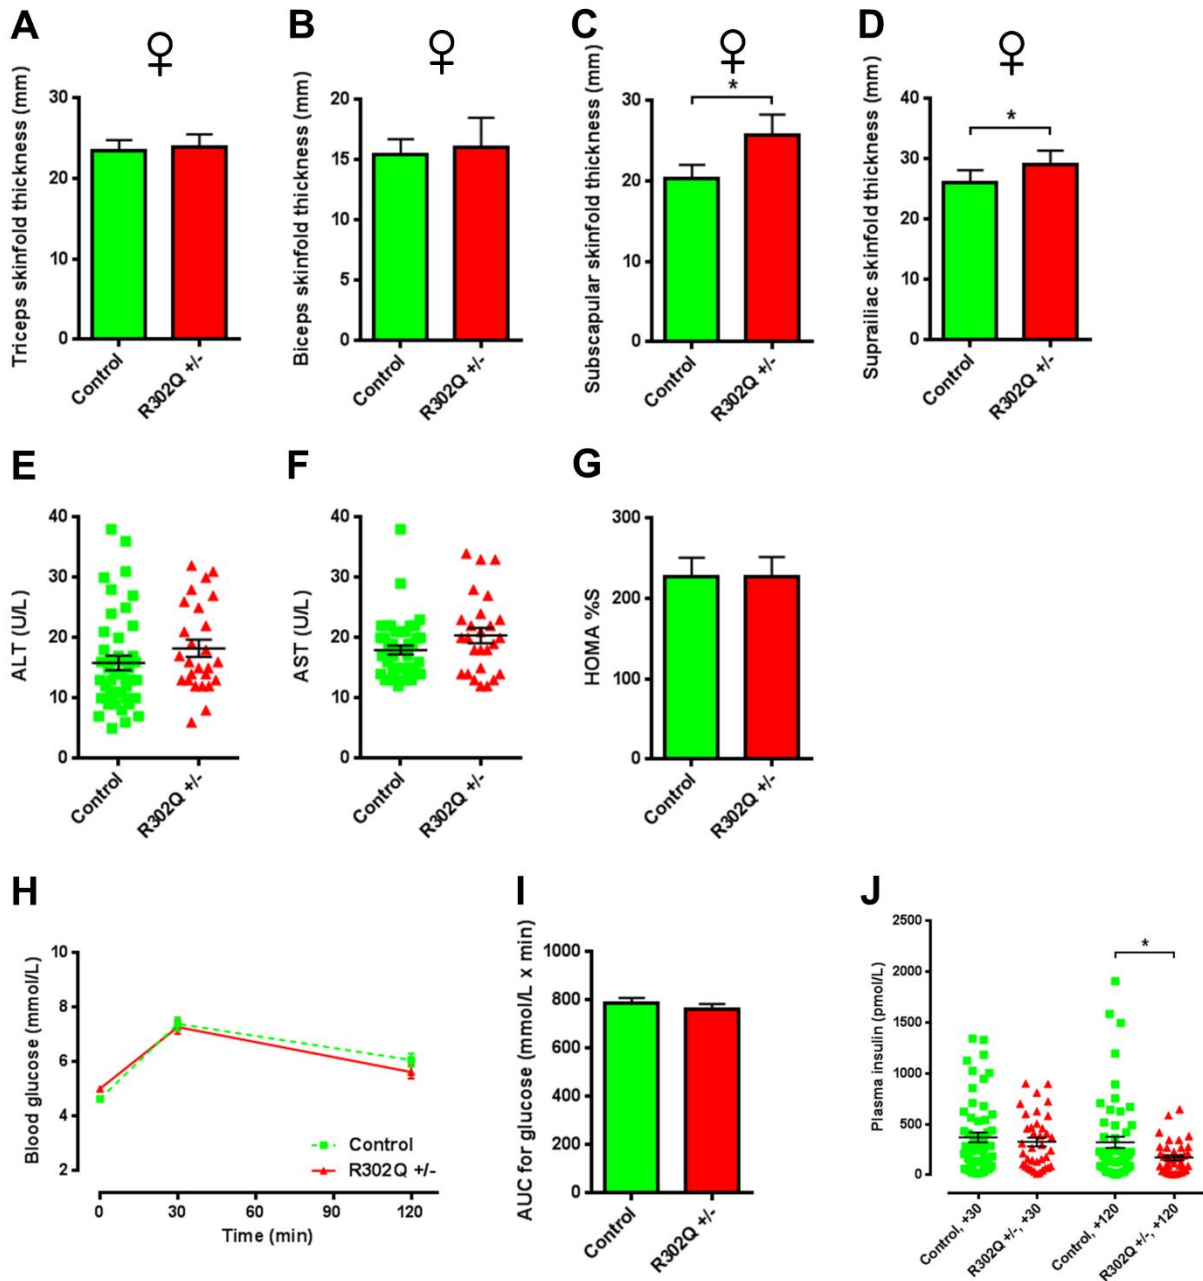 A
B
C
D
♀
♀
♀
♀
Triceps skinfold thickness (mm)
30
20
10
0
Control
R302Q +/-
Biceps skinfold thickness (mm)
20
15
10
5
0
Control
R302Q +/-
Subscapular skinfold thickness (mm)
30
20
10
0
*
Control
R302Q +/-
Suprailiac skinfold thickness (mm)
40
30
20
10
0
*
Control
R302Q +/-
E
F
G
ALT (U/L)
40
30
20
10
0
Control
R302Q +/-
AST (U/L)
40
30
20
10
0
Control
R302Q +/-
HOMA %S
300
200
100
0
Control
R302Q +/-
H
I
J
Blood glucose (mmol/L)
10
8
6
4
2
Control
R302Q +/-
0
30
60
90
120
Time (min)
AUC for glucose (mmol/L x min)
1000
800
600
400
200
0
Control
R302Q +/-
Plasma insulin (pmol/L)
2500
2000
1500
1000
500
0
*
Control, +30
R302Q +/-, +30
Control, +120
R302Q +/-, +120